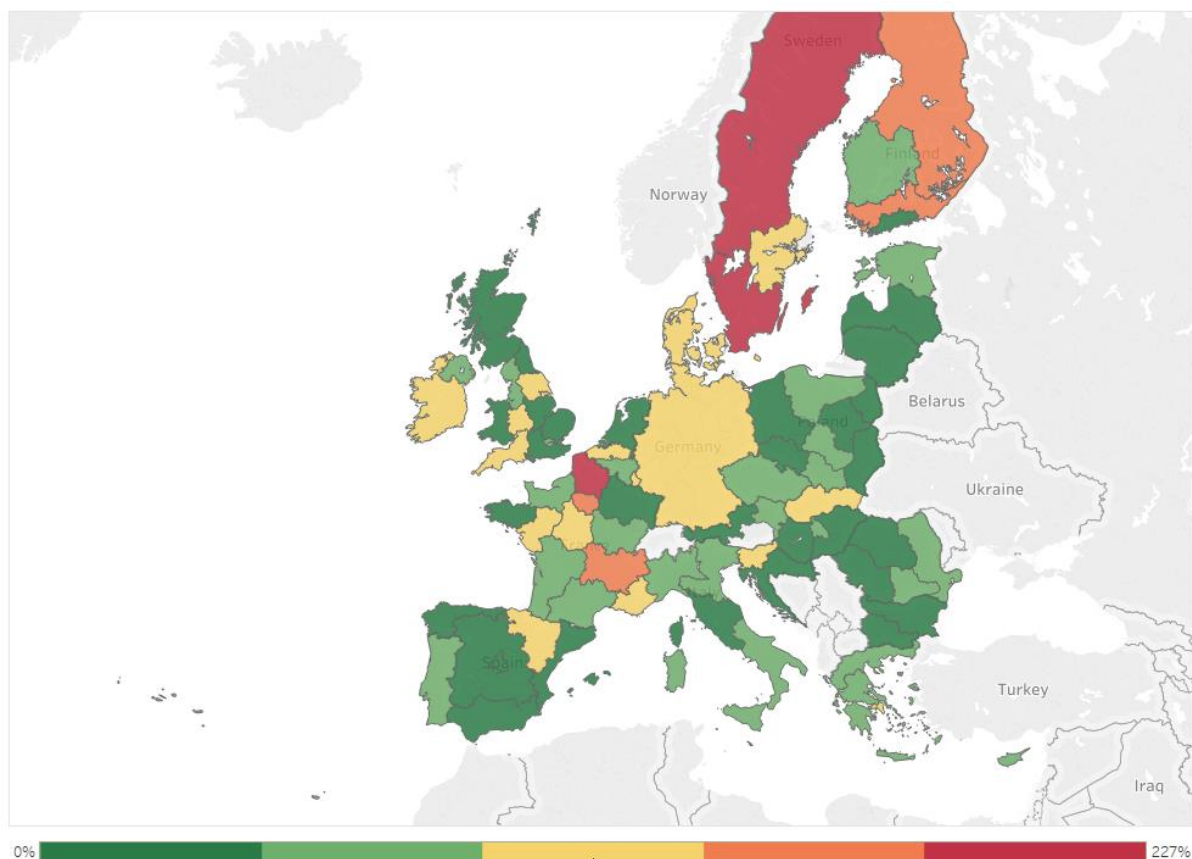 Sweden
Finland
Norway
Belarus
Poland
Germany
Ukraine
Spain
Turkey
Iraq
0%
227%